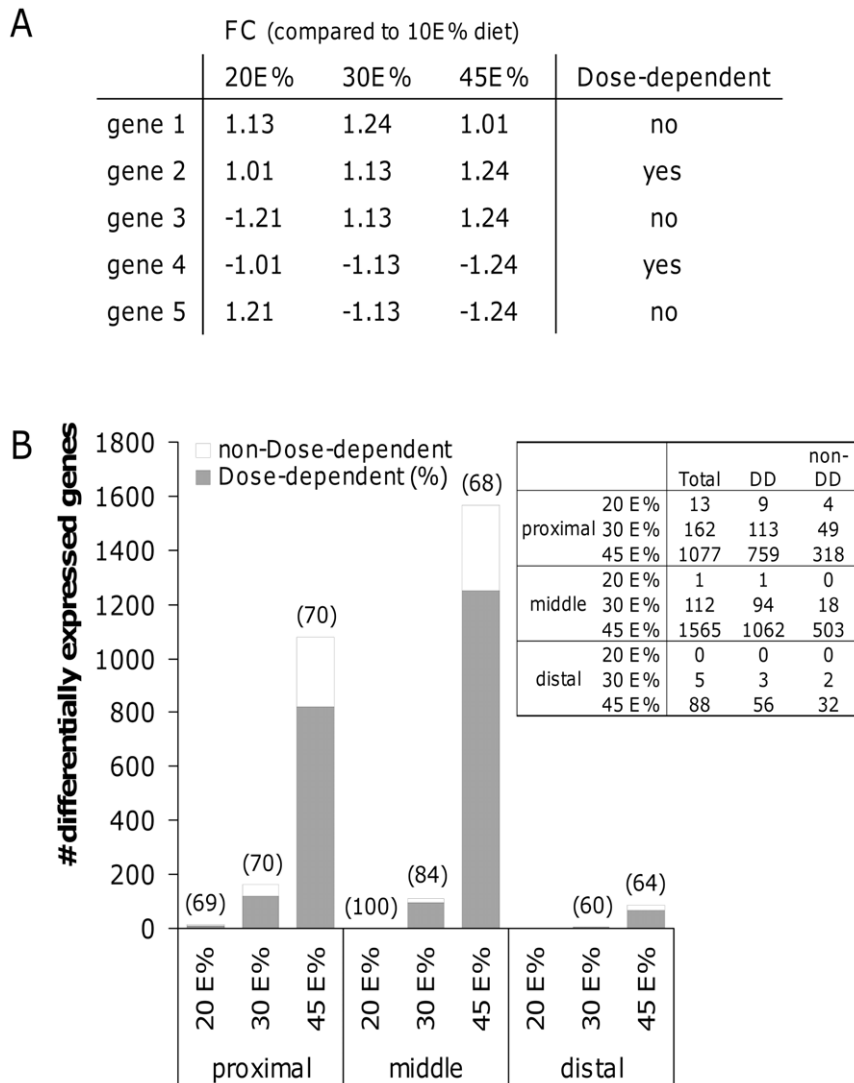 A
FC (compared to 10E% diet)
20E% 30E% 45E% Dose-dependent
gene 1 1.13 1.24 1.01 no
gene 2 1.01 1.13 1.24 yes
gene 3 -1.21 1.13 1.24 no
gene 4 -1.01 -1.13 -1.24 yes
gene 5 1.21 -1.13 -1.24 no
B
#differentially expressed genes
1800
1600
1400
1200
1000
800
600
400
200
0
non-Dose-dependent
Dose-dependent (%)
(69)
(70)
(70)
(100)
(84)
(68)
(60)
(64)
Total DD non-DD
proximal
20 E% 13 9 4
30 E% 162 113 49
45 E% 1077 759 318
middle
20 E% 1 1 0
30 E% 112 94 18
45 E% 1565 1062 503
distal
20 E% 0 0 0
30 E% 5 3 2
45 E% 88 56 32
20 E% 30 E% 45 E% 20 E% 30 E% 45 E% 20 E% 30 E% 45 E%
proximal middle distal